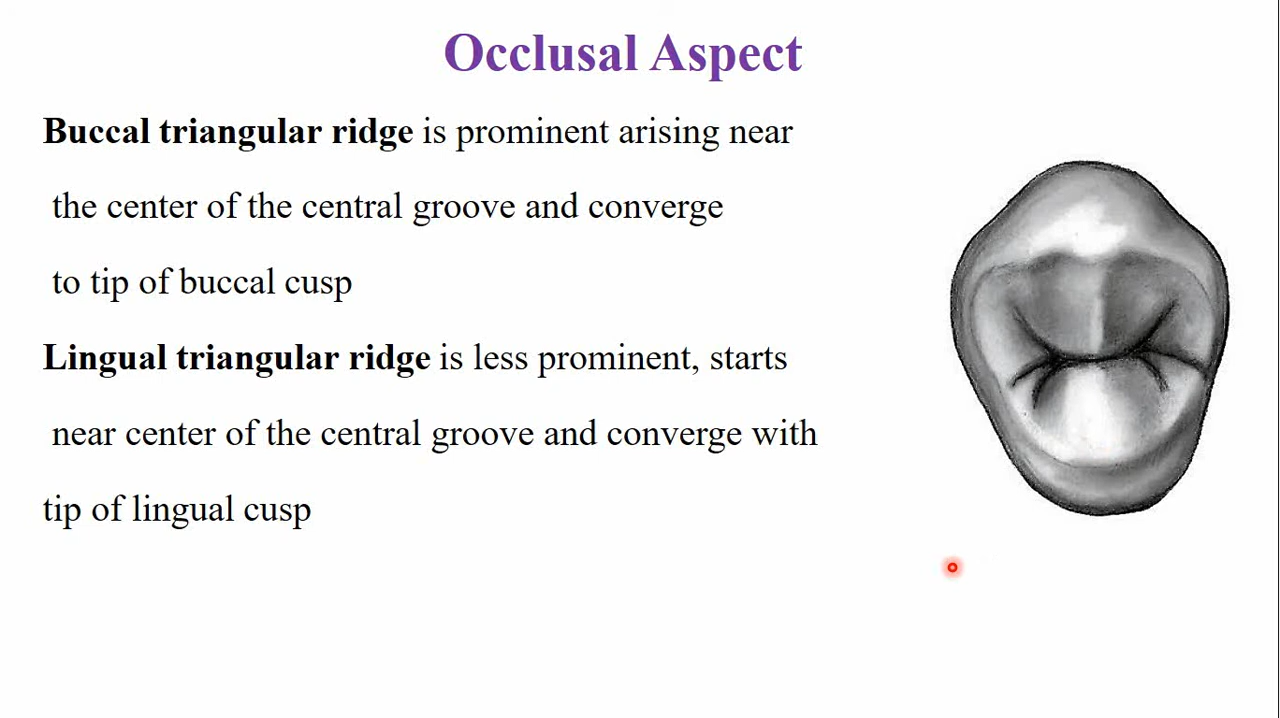 Occlusal Aspect
Buccal triangular ridge is prominent arising near
the center of the central groove and converge
to tip of buccal cusp
Lingual triangular ridge is less prominent, starts
near center of the central groove and converge with
tip of lingual cusp